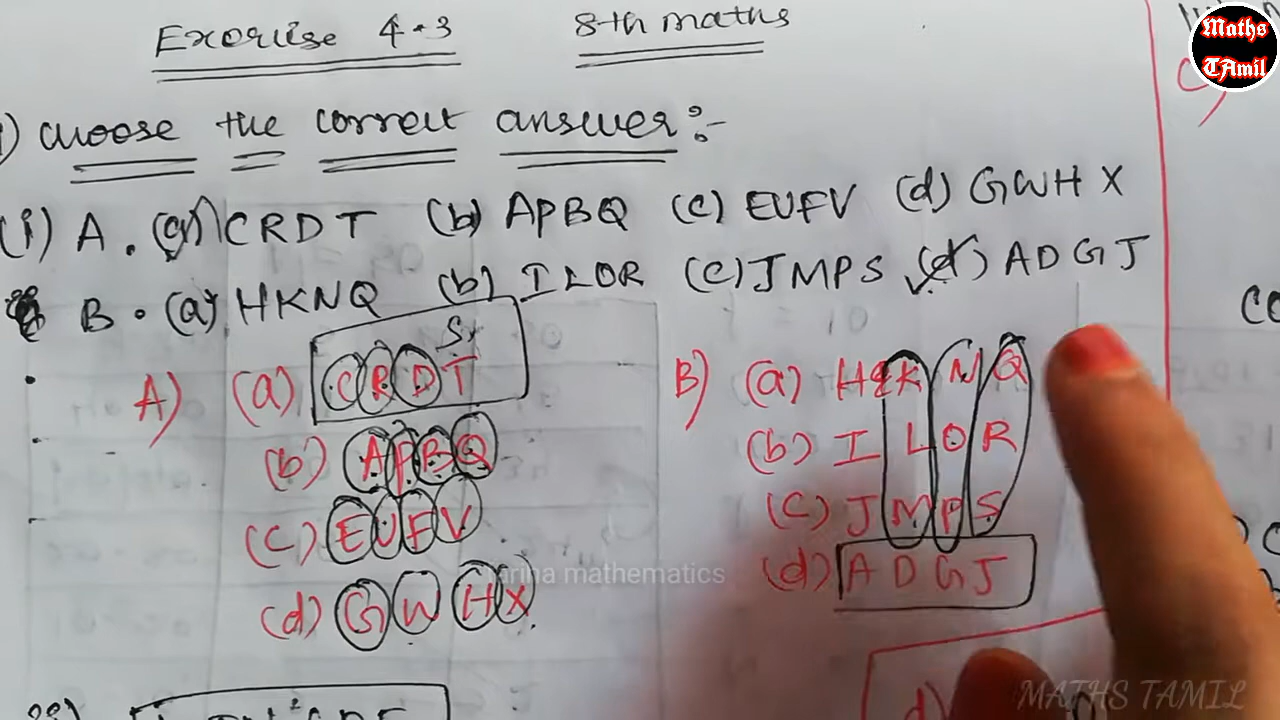 Exercise 4.3 8th maths
Maths
TAmil
1) choose the correct answer:-
(i) A. (a) CRDT (b) APBQ (c) EUFV (d) GWHX
B. (a) HKNQ (b) ILOR (c) JMPS (d) ADGJ
S
A) (a) CRDT
(b) APBQ
(c) EUFV
(d) GWHX
B) (a) HKNQ
(b) ILOR
(c) JMPS
(d) ADGJ
mathematics
d)
MATHS TAMIL